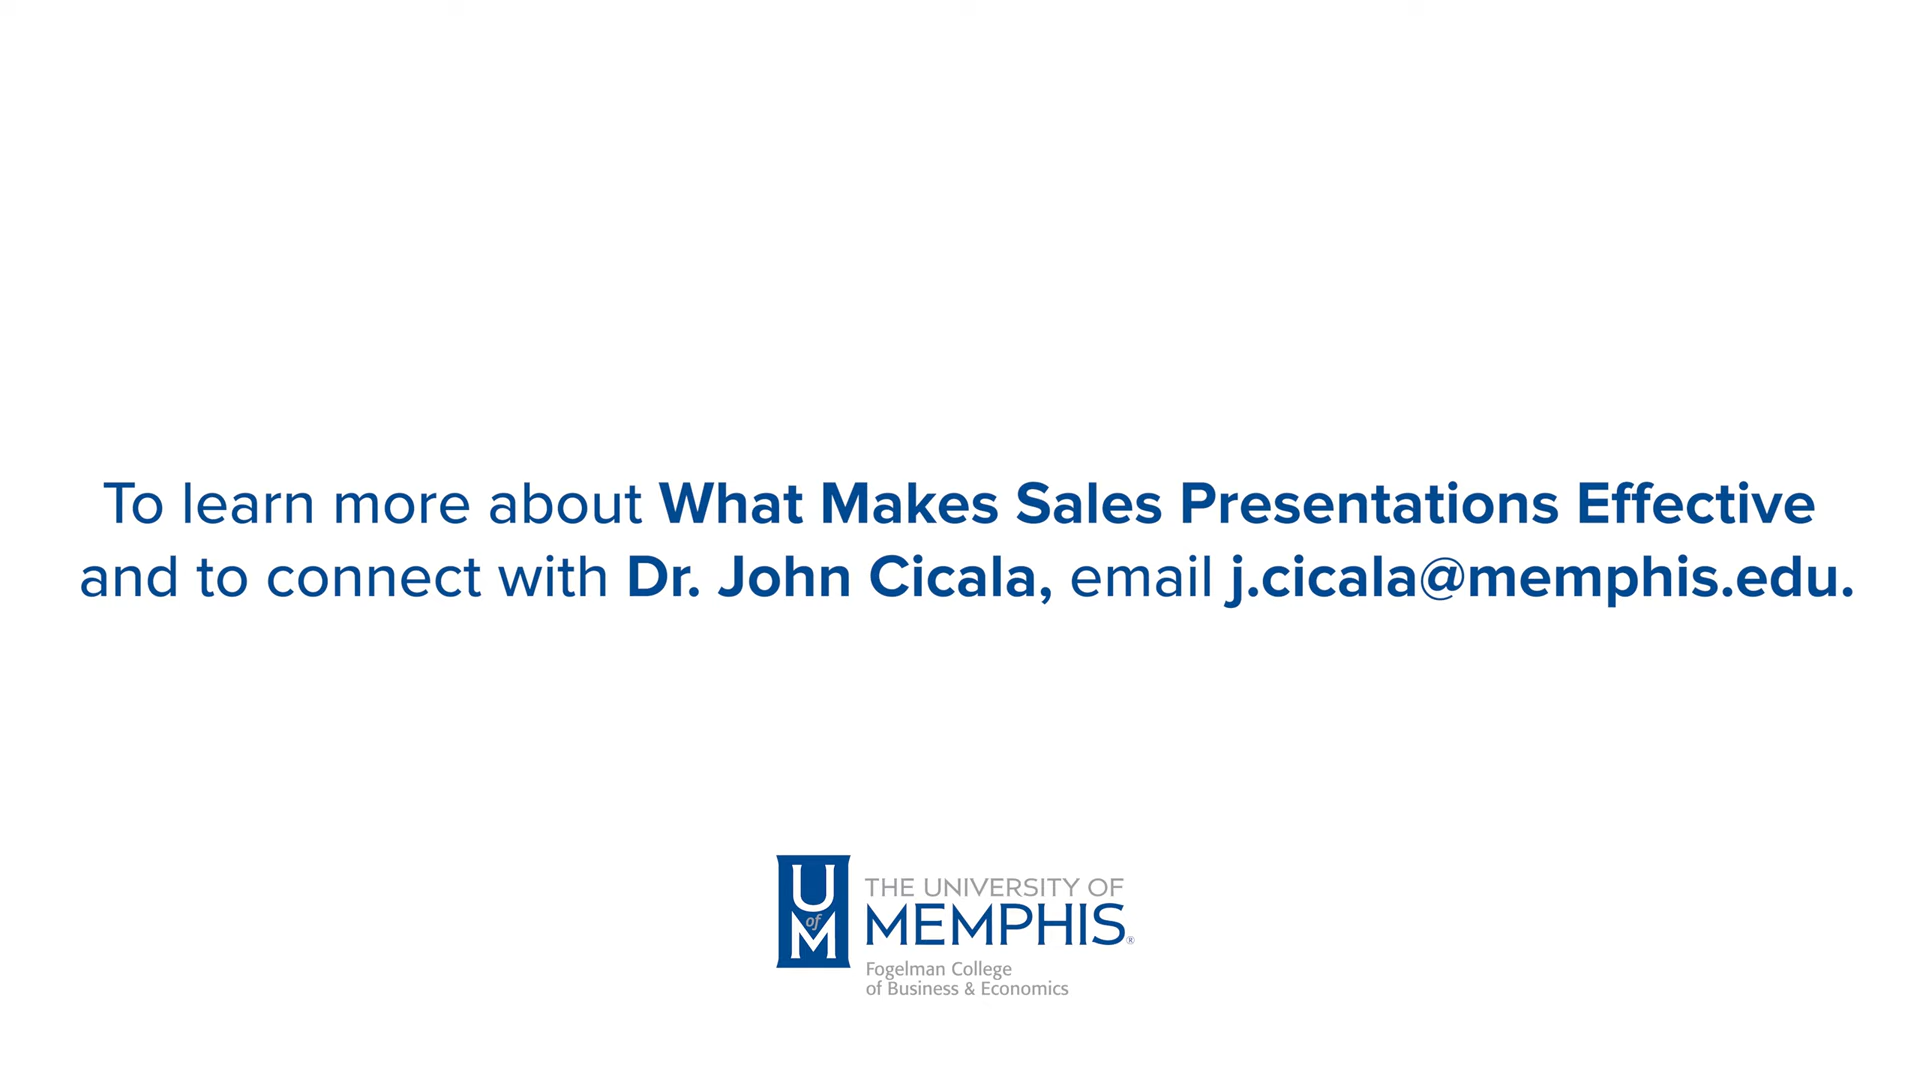 To learn more about What Makes Sales Presentations Effective
and to connect with Dr. John Cicala, email j.cicala@memphis.edu.
U
of
M
THE UNIVERSITY OF
MEMPHIS®
Fogelman College
of Business & Economics